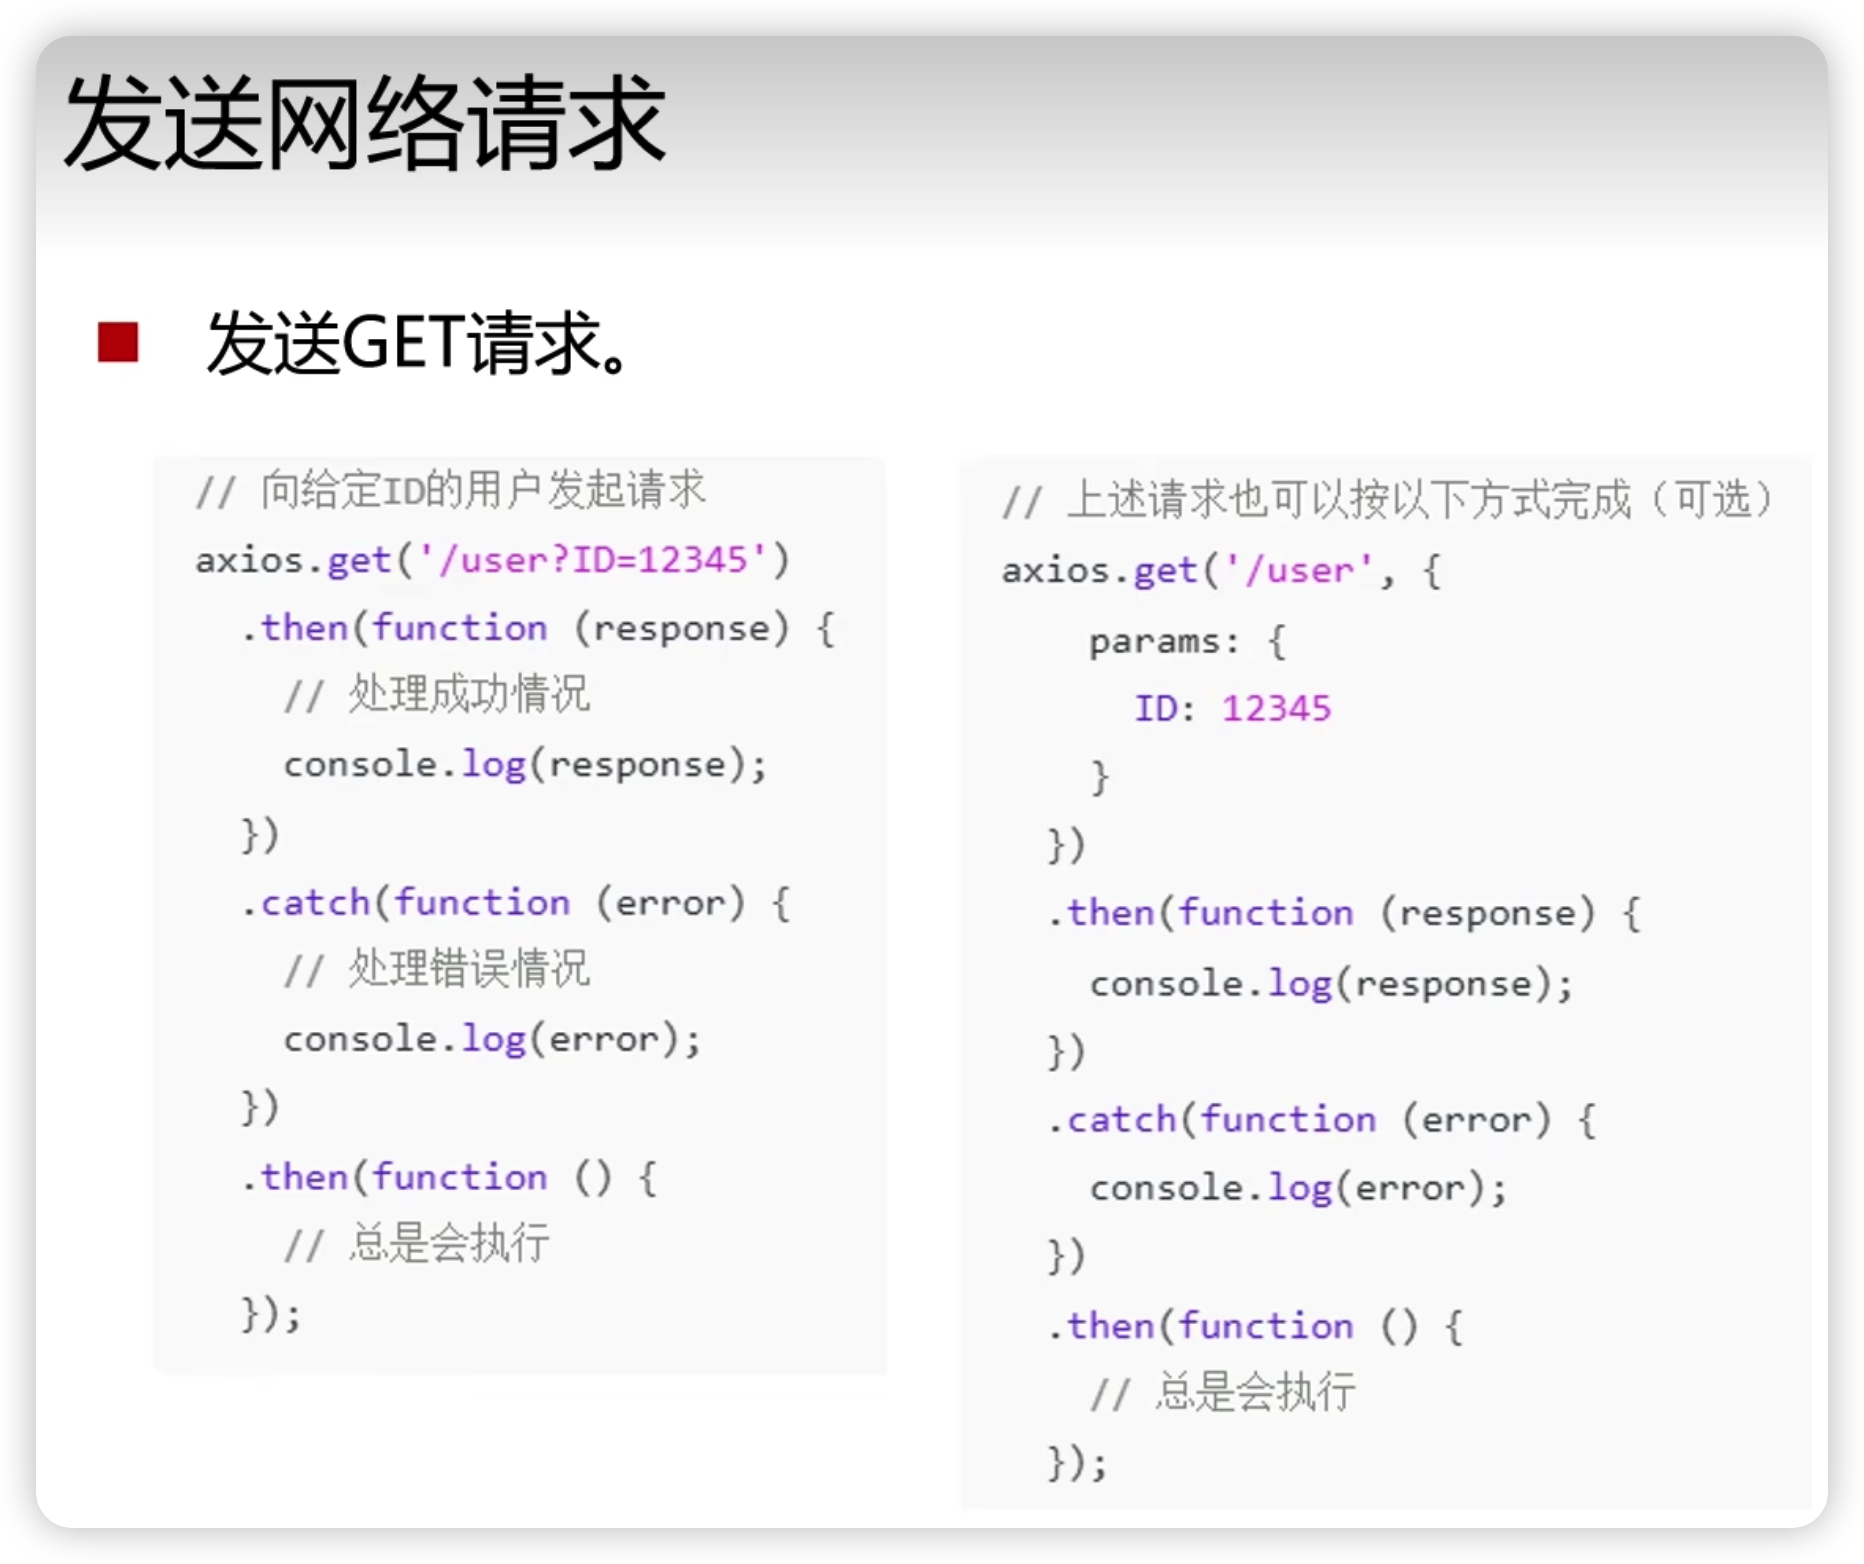 发送网络请求
发送GET请求。
// 向给定ID的用户发起请求
axios.get('/user?ID=12345')
  .then(function (response) {
    // 处理成功情况
    console.log(response);
  })
  .catch(function (error) {
    // 处理错误情况
    console.log(error);
  })
  .then(function () {
    // 总是会执行
  });
// 上述请求也可以按以下方式完成（可选）
axios.get('/user', {
    params: {
      ID: 12345
    }
  })
  .then(function (response) {
    console.log(response);
  })
  .catch(function (error) {
    console.log(error);
  })
  .then(function () {
    // 总是会执行
  });